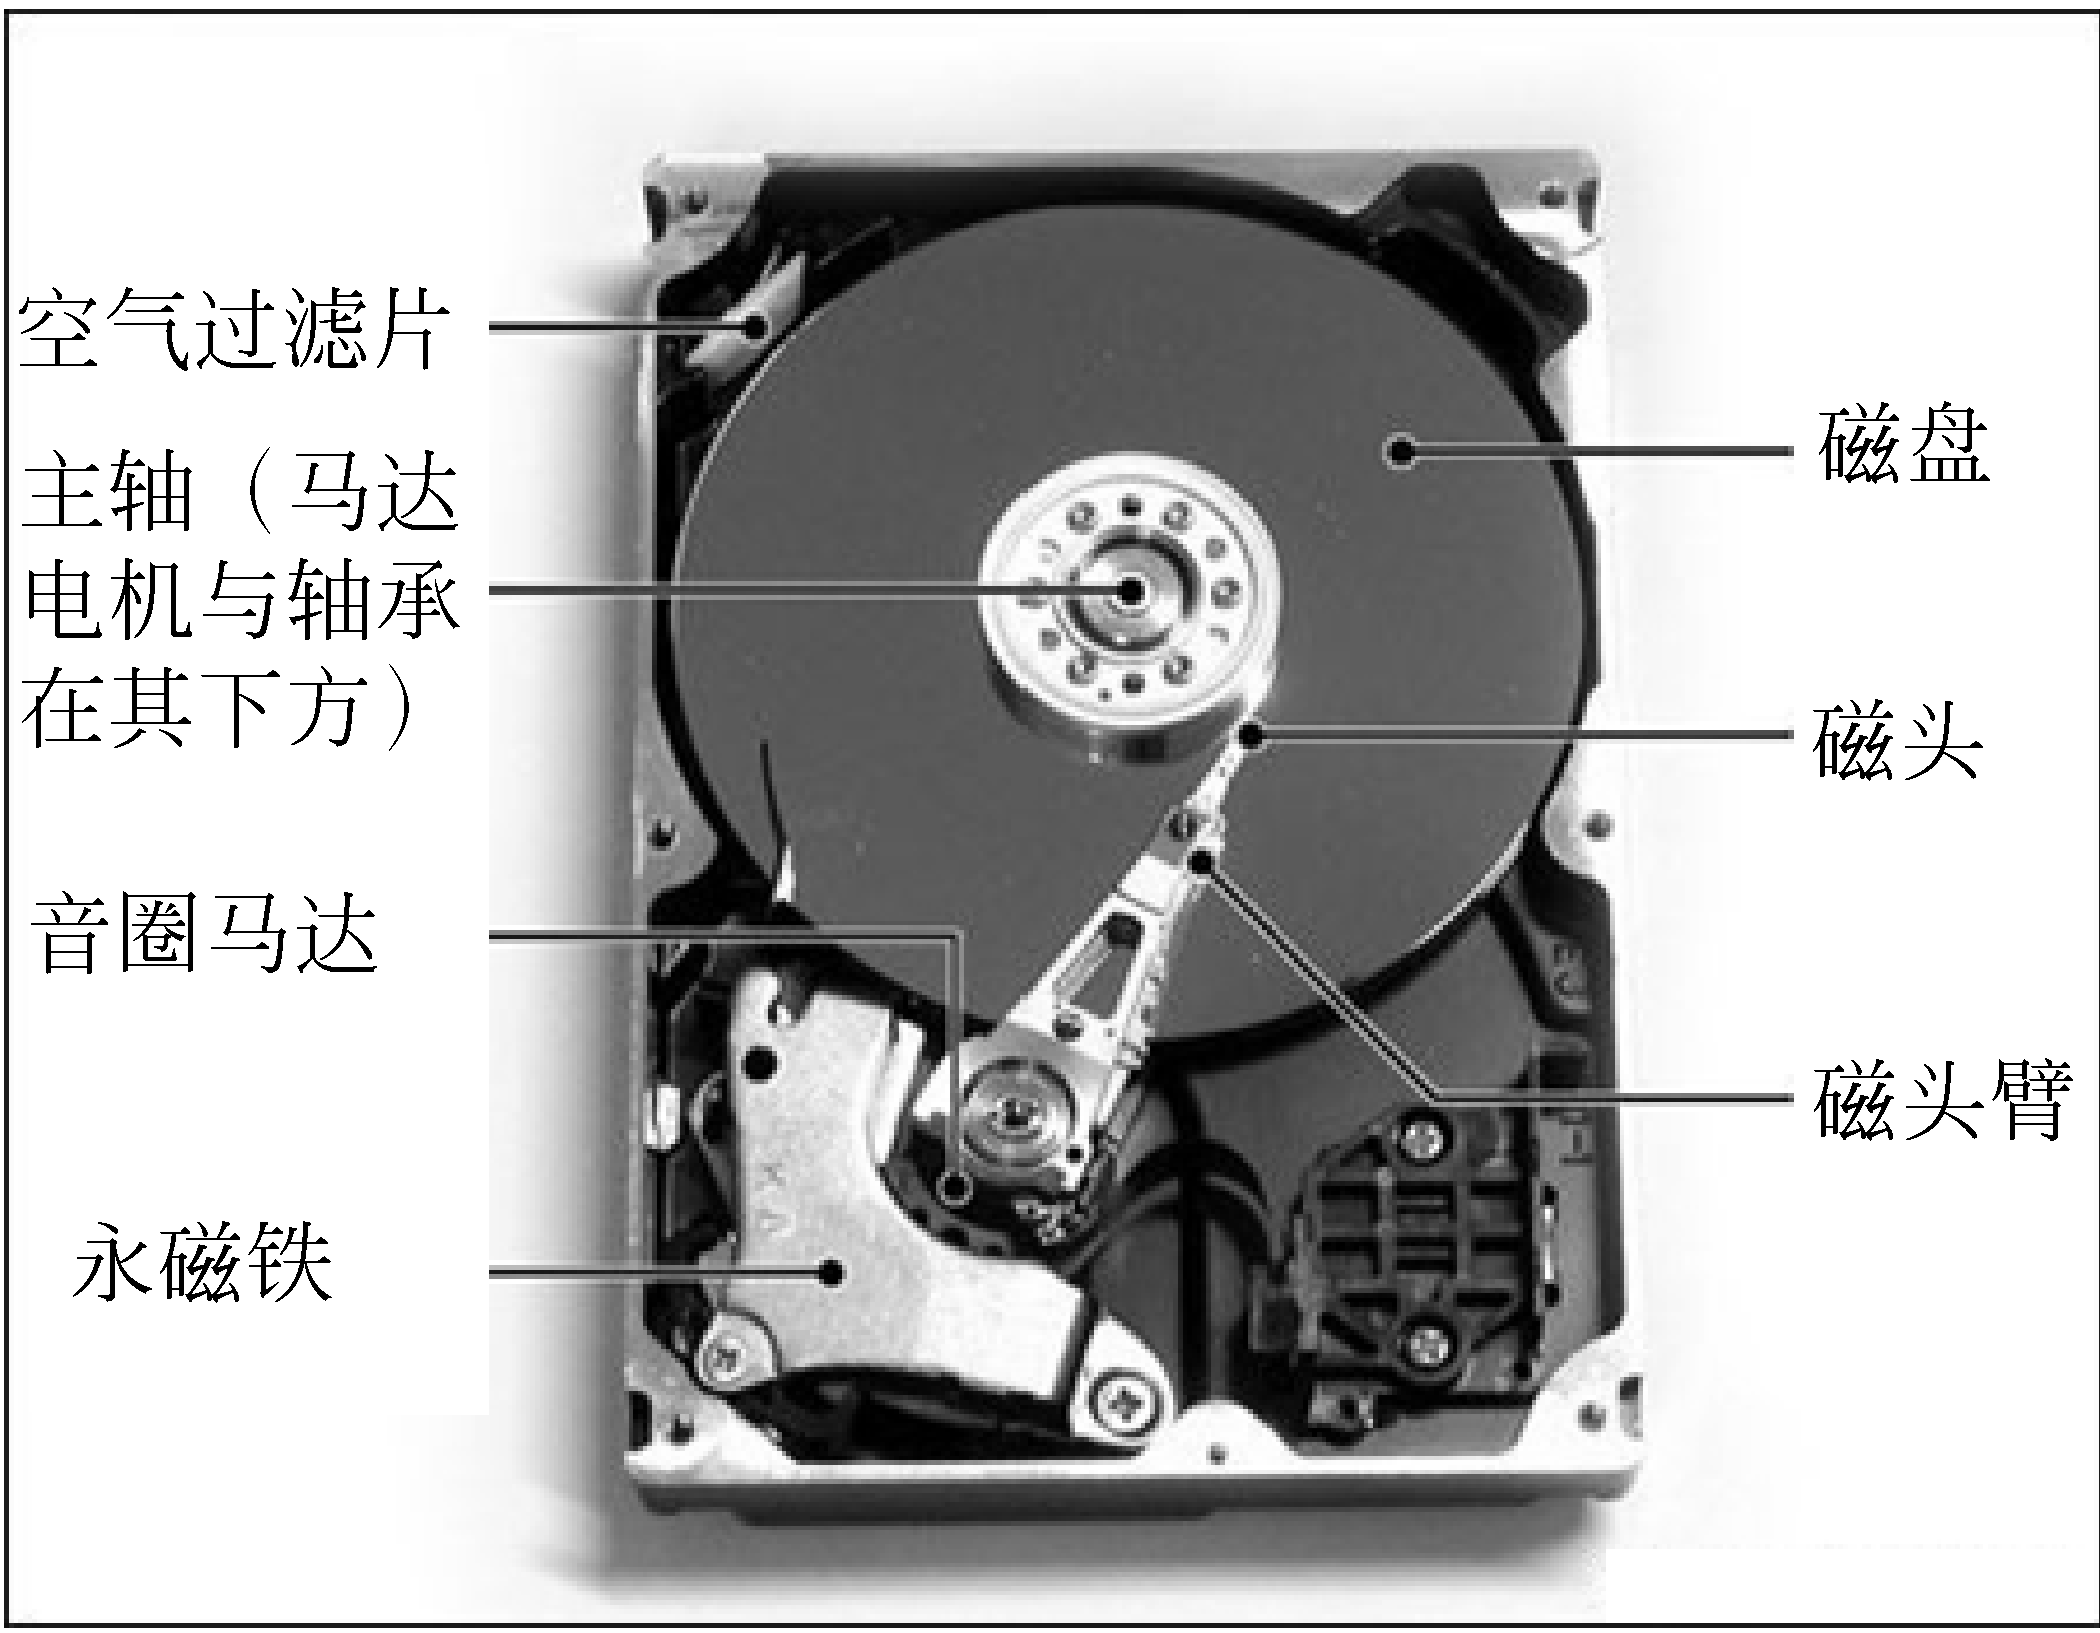 空气过滤片
主轴（马达
电机与轴承
在其下方）
音圈马达
永磁铁
磁盘
磁头
磁头臂